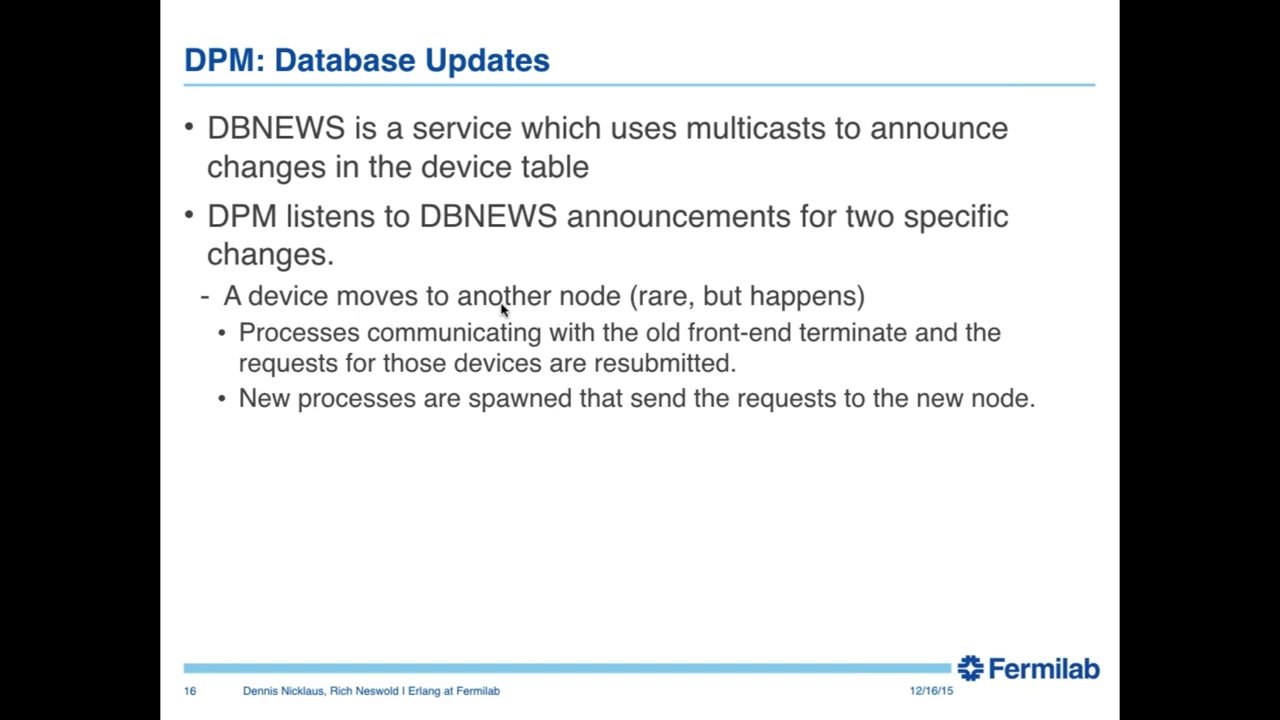 DPM: Database Updates
• DBNEWS is a service which uses multicasts to announce
changes in the device table
• DPM listens to DBNEWS announcements for two specific
changes.
- A device moves to another node (rare, but happens)
• Processes communicating with the old front-end terminate and the
requests for those devices are resubmitted.
• New processes are spawned that send the requests to the new node.
Fermilab
16 Dennis Nicklaus, Rich Neswold I Erlang at Fermilab 12/16/15